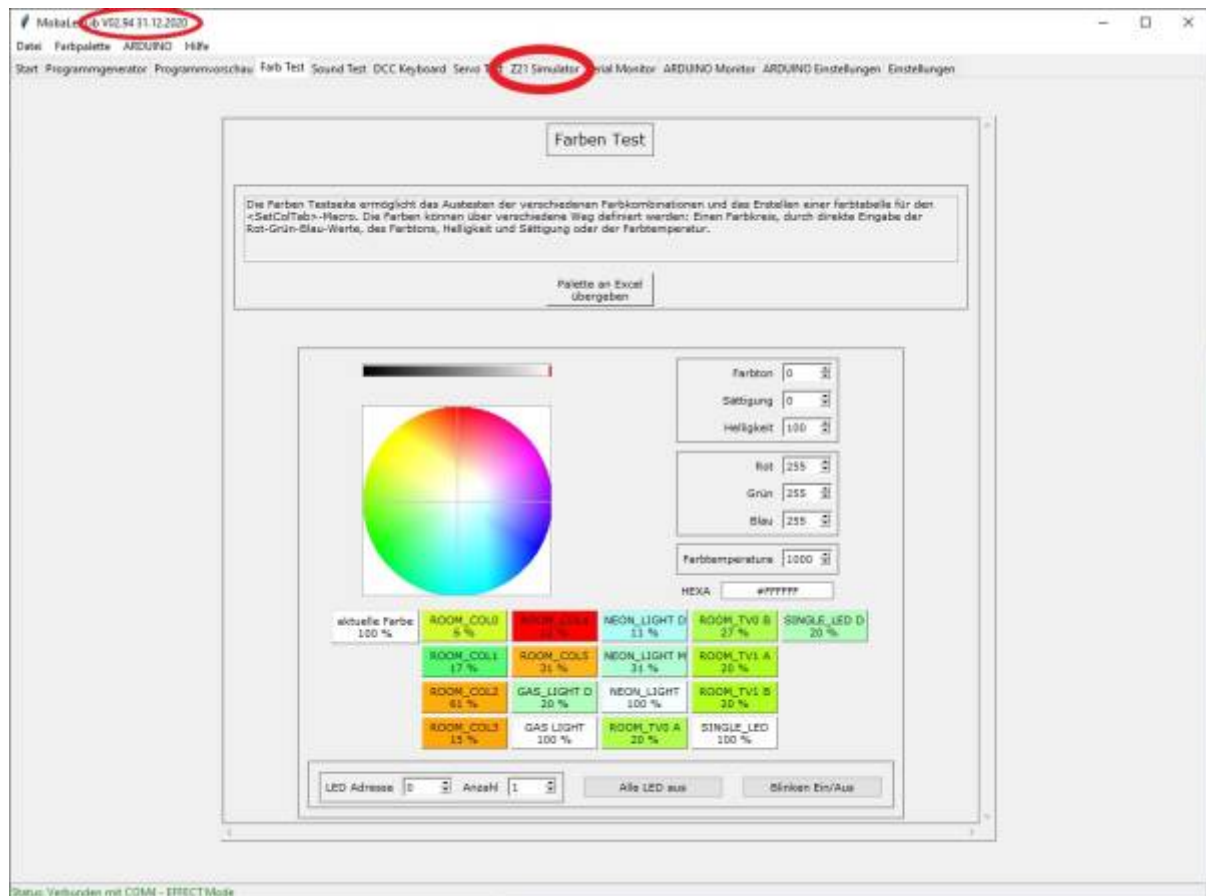 MobaLedLib V02.94 31.12.2020
Datei Farbpalette ARDUINO Hilfe
Start Programmgenerator Programmvorschau Farb Test Sound Test DCC Keyboard Servo Z21 Simulator Monitor ARDUINO Monitor ARDUINO Einstellungen Einstellungen
Farben Test
Die Farben Testseite ermöglicht das Austesten der verschiedenen Farbkombinationen und das Erstellen einer farbtabelle für den
<SetColTab>-Macro. Die Farben können über verschiedene Weg definiert werden: Einen Farbkreis, durch direkte Eingabe der
Rot-Grün-Blau-Werte, des Farbtons, Helligkeit und Sättigung oder der Farbtemperatur.
Palette an Excel
übergeben
Farbton 0
Sättigung 0
Helligkeit 100
Rot 255
Grün 255
Blau 255
Farbtemperature 1000
HEXA #FFFFFF
aktuelle Farbe ROOM_COL0 NEON_LIGHT D ROOM_TV0 B SINGLE_LED D
100 % 5 % 11 % 27 % 20 %
ROOM_COL1 ROOM_COL5 NEON_LIGHT M ROOM_TV1 A
17 % 31 % 31 % 20 %
ROOM_COL2 GAS_LIGHT D NEON_LIGHT ROOM_TV1 B
61 % 20 % 100 % 20 %
ROOM_COL3 GAS LIGHT ROOM_TV0 A SINGLE_LED
15 % 100 % 20 % 100 %
LED Adresse 0 Anzahl 1 Alle LED aus Blinken Ein/Aus
Status: Verbunden mit COM4 - EFFECT Mode